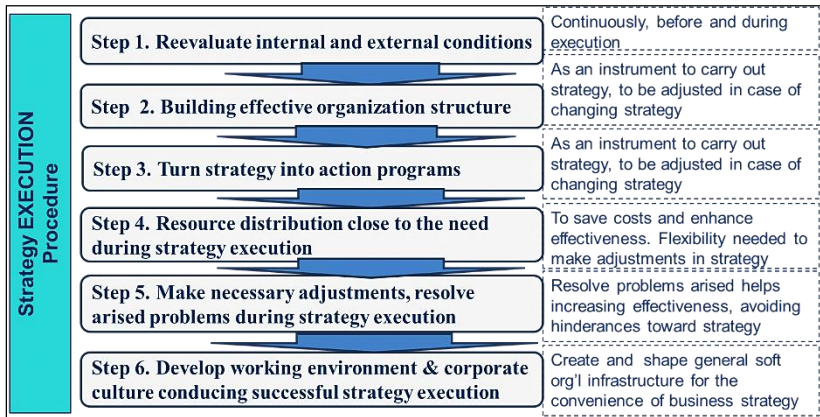 Strategy EXECUTION
Procedure
Step 1. Reevaluate internal and external conditions
Continuously, before and during
execution
Step  2. Building effective organization structure
As an instrument to carry out
strategy, to be adjusted in case of
changing strategy
Step 3. Turn strategy into action programs
As an instrument to carry out
strategy, to be adjusted in case of
changing strategy
Step 4. Resource distribution close to the need
during strategy execution
To save costs and enhance
effectiveness. Flexibility needed to
make adjustments in strategy
Step 5. Make necessary adjustments, resolve
arised problems during strategy execution
Resolve problems arised helps
increasing effectiveness, avoiding
hinderances toward strategy
Step 6. Develop working environment & corporate
culture conducing successful strategy execution
Create and shape general soft
org'l infrastructure for the
convenience of business strategy